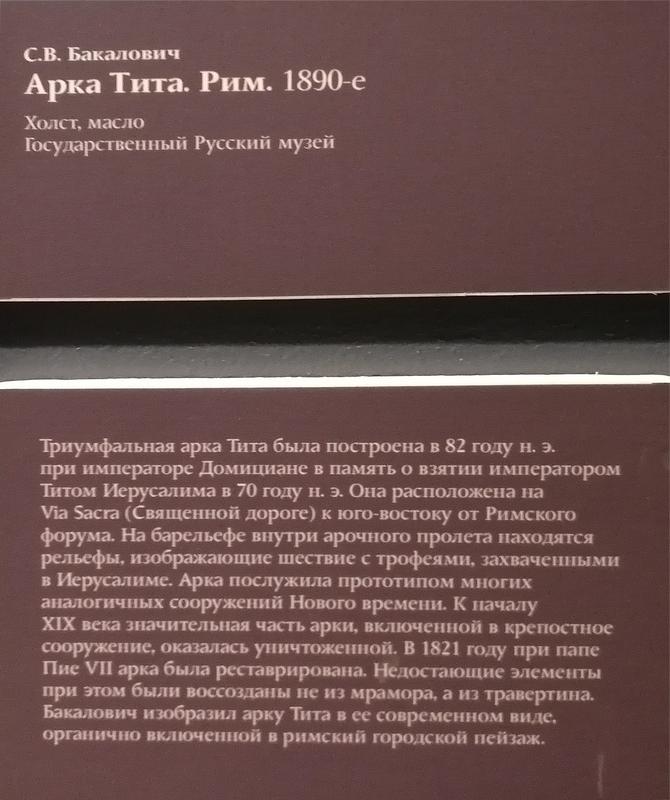 С.В. Бакалович
Арка Тита. Рим. 1890-е
Холст, масло
Государственный Русский музей
Триумфальная арка Тита была построена в 82 году н. э.
при императоре Домициане в память о взятии императором
Титом Иерусалима в 70 году н. э. Она расположена на
Via Sacra (Священной дороге) к юго-востоку от Римского
форума. На барельефе внутри арочного пролета находятся
рельефы, изображающие шествие с трофеями, захваченными
в Иерусалиме. Арка послужила прототипом многих
аналогичных сооружений Нового времени. К началу
XIX века значительная часть арки, включенной в крепостное
сооружение, оказалась уничтоженной. В 1821 году при папе
Пие VII арка была реставрирована. Недостающие элементы
при этом были воссозданы не из мрамора, а из травертина.
Бакалович изобразил арку Тита в ее современном виде,
органично включенной в римский городской пейзаж.